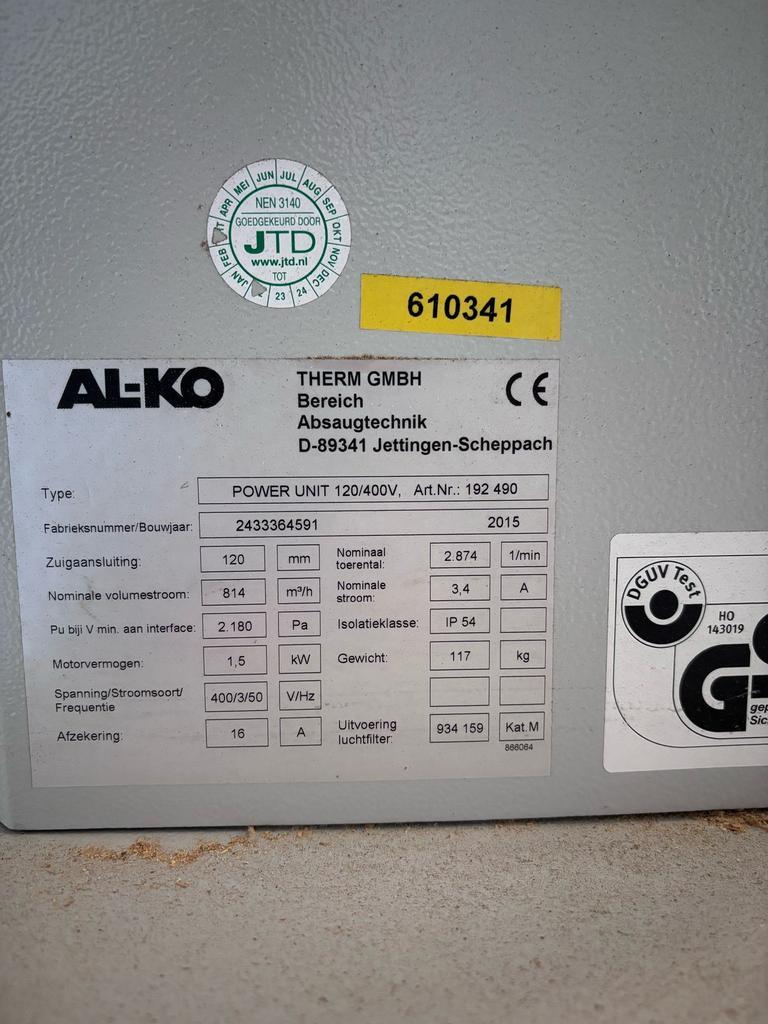 JAN FEB APR MEI JUN JUL AUG SEP OKT NOV DEC
NEN 3140
GOEDGEKEURD DOOR
JTD
www.jtd.nl
TOT
23 24
610341
AL-KO
THERM GMBH
Bereich
Absaugtechnik
D-89341 Jettingen-Scheppach
CE
Type: POWER UNIT 120/400V, Art.Nr.: 192 490
Fabrieksnummer/Bouwjaar: 2433364591 2015
Zuigaansluiting: 120 mm Nominaal toerental: 2.874 1/min
Nominale volumestroom: 814 m³/h Nominale stroom: 3,4 A
Pu biji V min. aan interface: 2.180 Pa Isolatieklasse: IP 54
Motorvermogen: 1,5 kW Gewicht: 117 kg
Spanning/Stroomsoort/ Frequentie 400/3/50 V/Hz
Afzekering: 16 A Uitvoering luchtfilter: 934 159 Kat.M
866064
DGUV Test
HO
143019